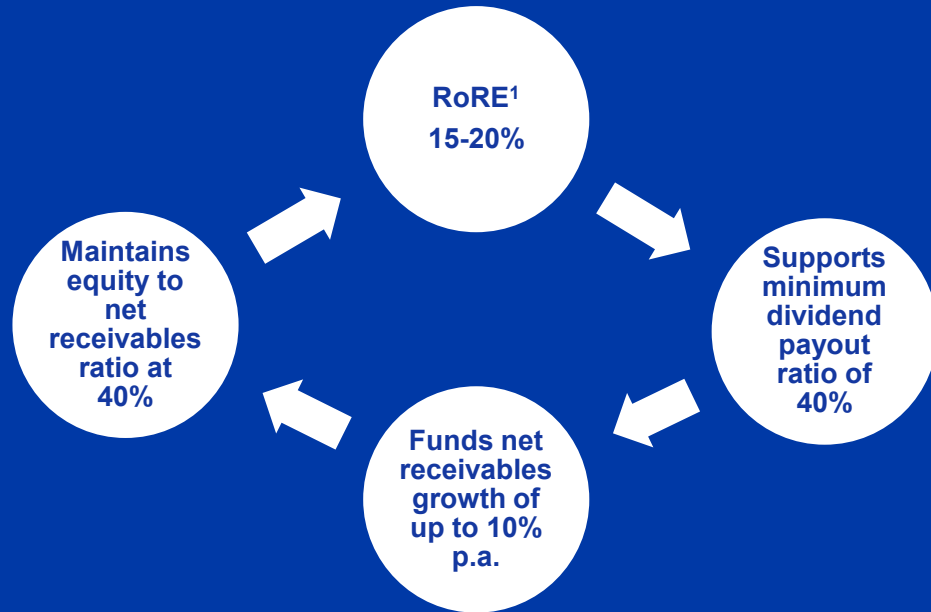 RoRE¹
15-20%
Supports
minimum
dividend
payout
ratio of
40%
Funds net
receivables
growth of
up to 10%
p.a.
Maintains
equity to
net
receivables
ratio at
40%